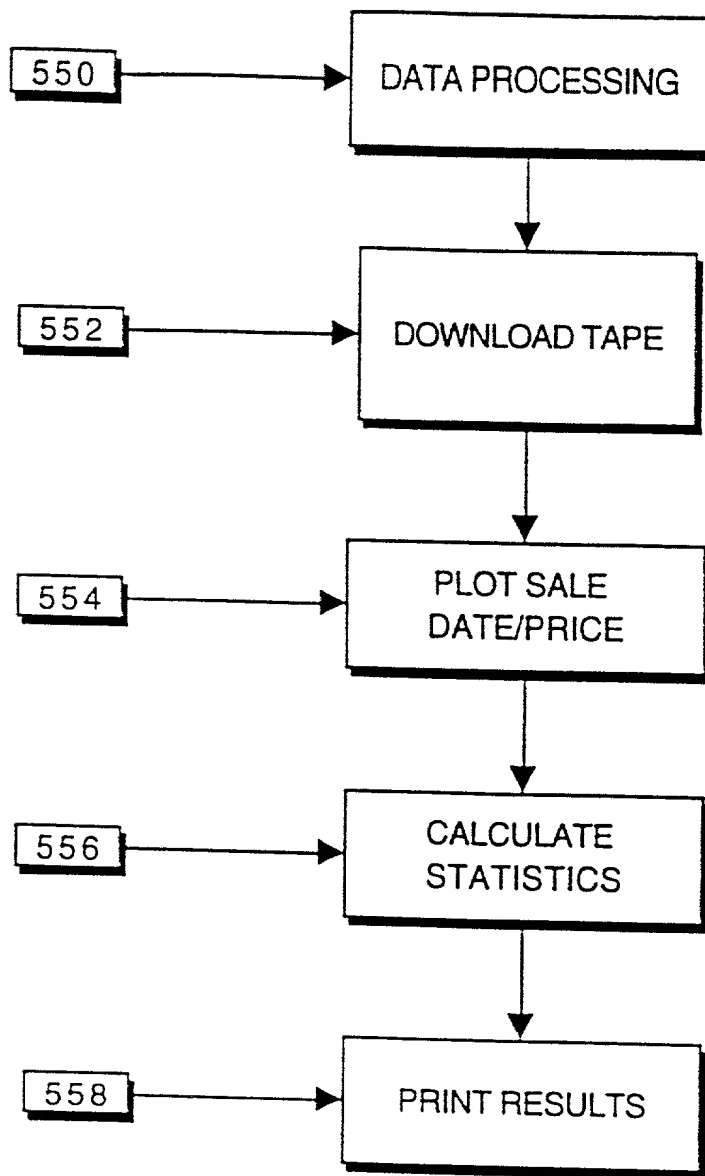 550
DATA PROCESSING
552
DOWNLOAD TAPE
554
PLOT SALE
DATE/PRICE
556
CALCULATE
STATISTICS
558
PRINT RESULTS